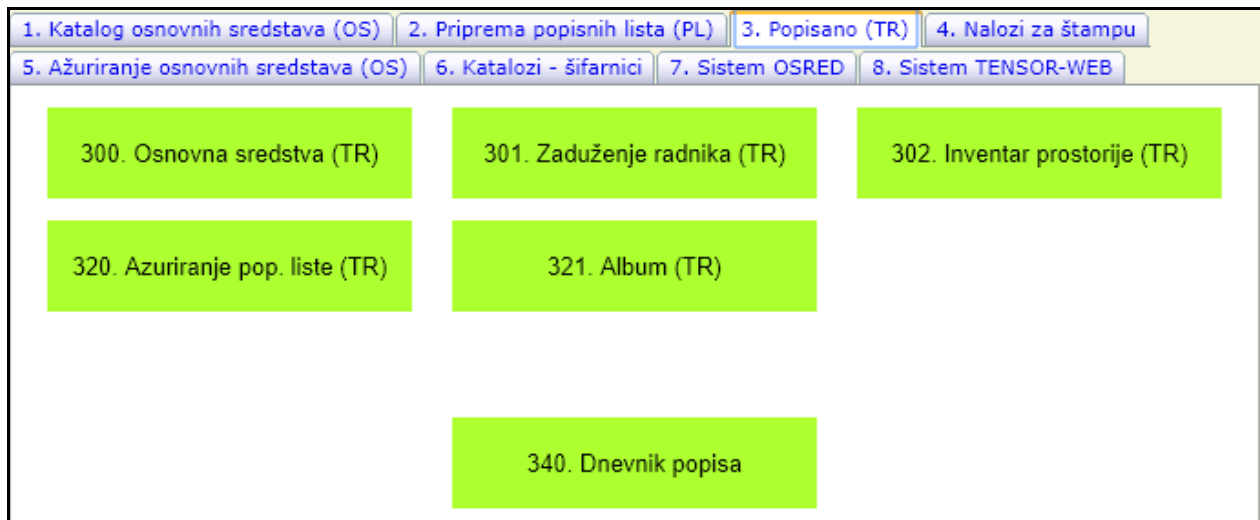 1. Katalog osnovnih sredstava (OS) 2. Priprema popisnih lista (PL) 3. Popisano (TR) 4. Nalozi za štampu
5. Ažuriranje osnovnih sredstava (OS) 6. Katalozi - šifarnici 7. Sistem OSRED 8. Sistem TENSOR-WEB
300. Osnovna sredstva (TR) 301. Zaduženje radnika (TR) 302. Inventar prostorije (TR)
320. Azuriranje pop. liste (TR) 321. Album (TR)
340. Dnevnik popisa